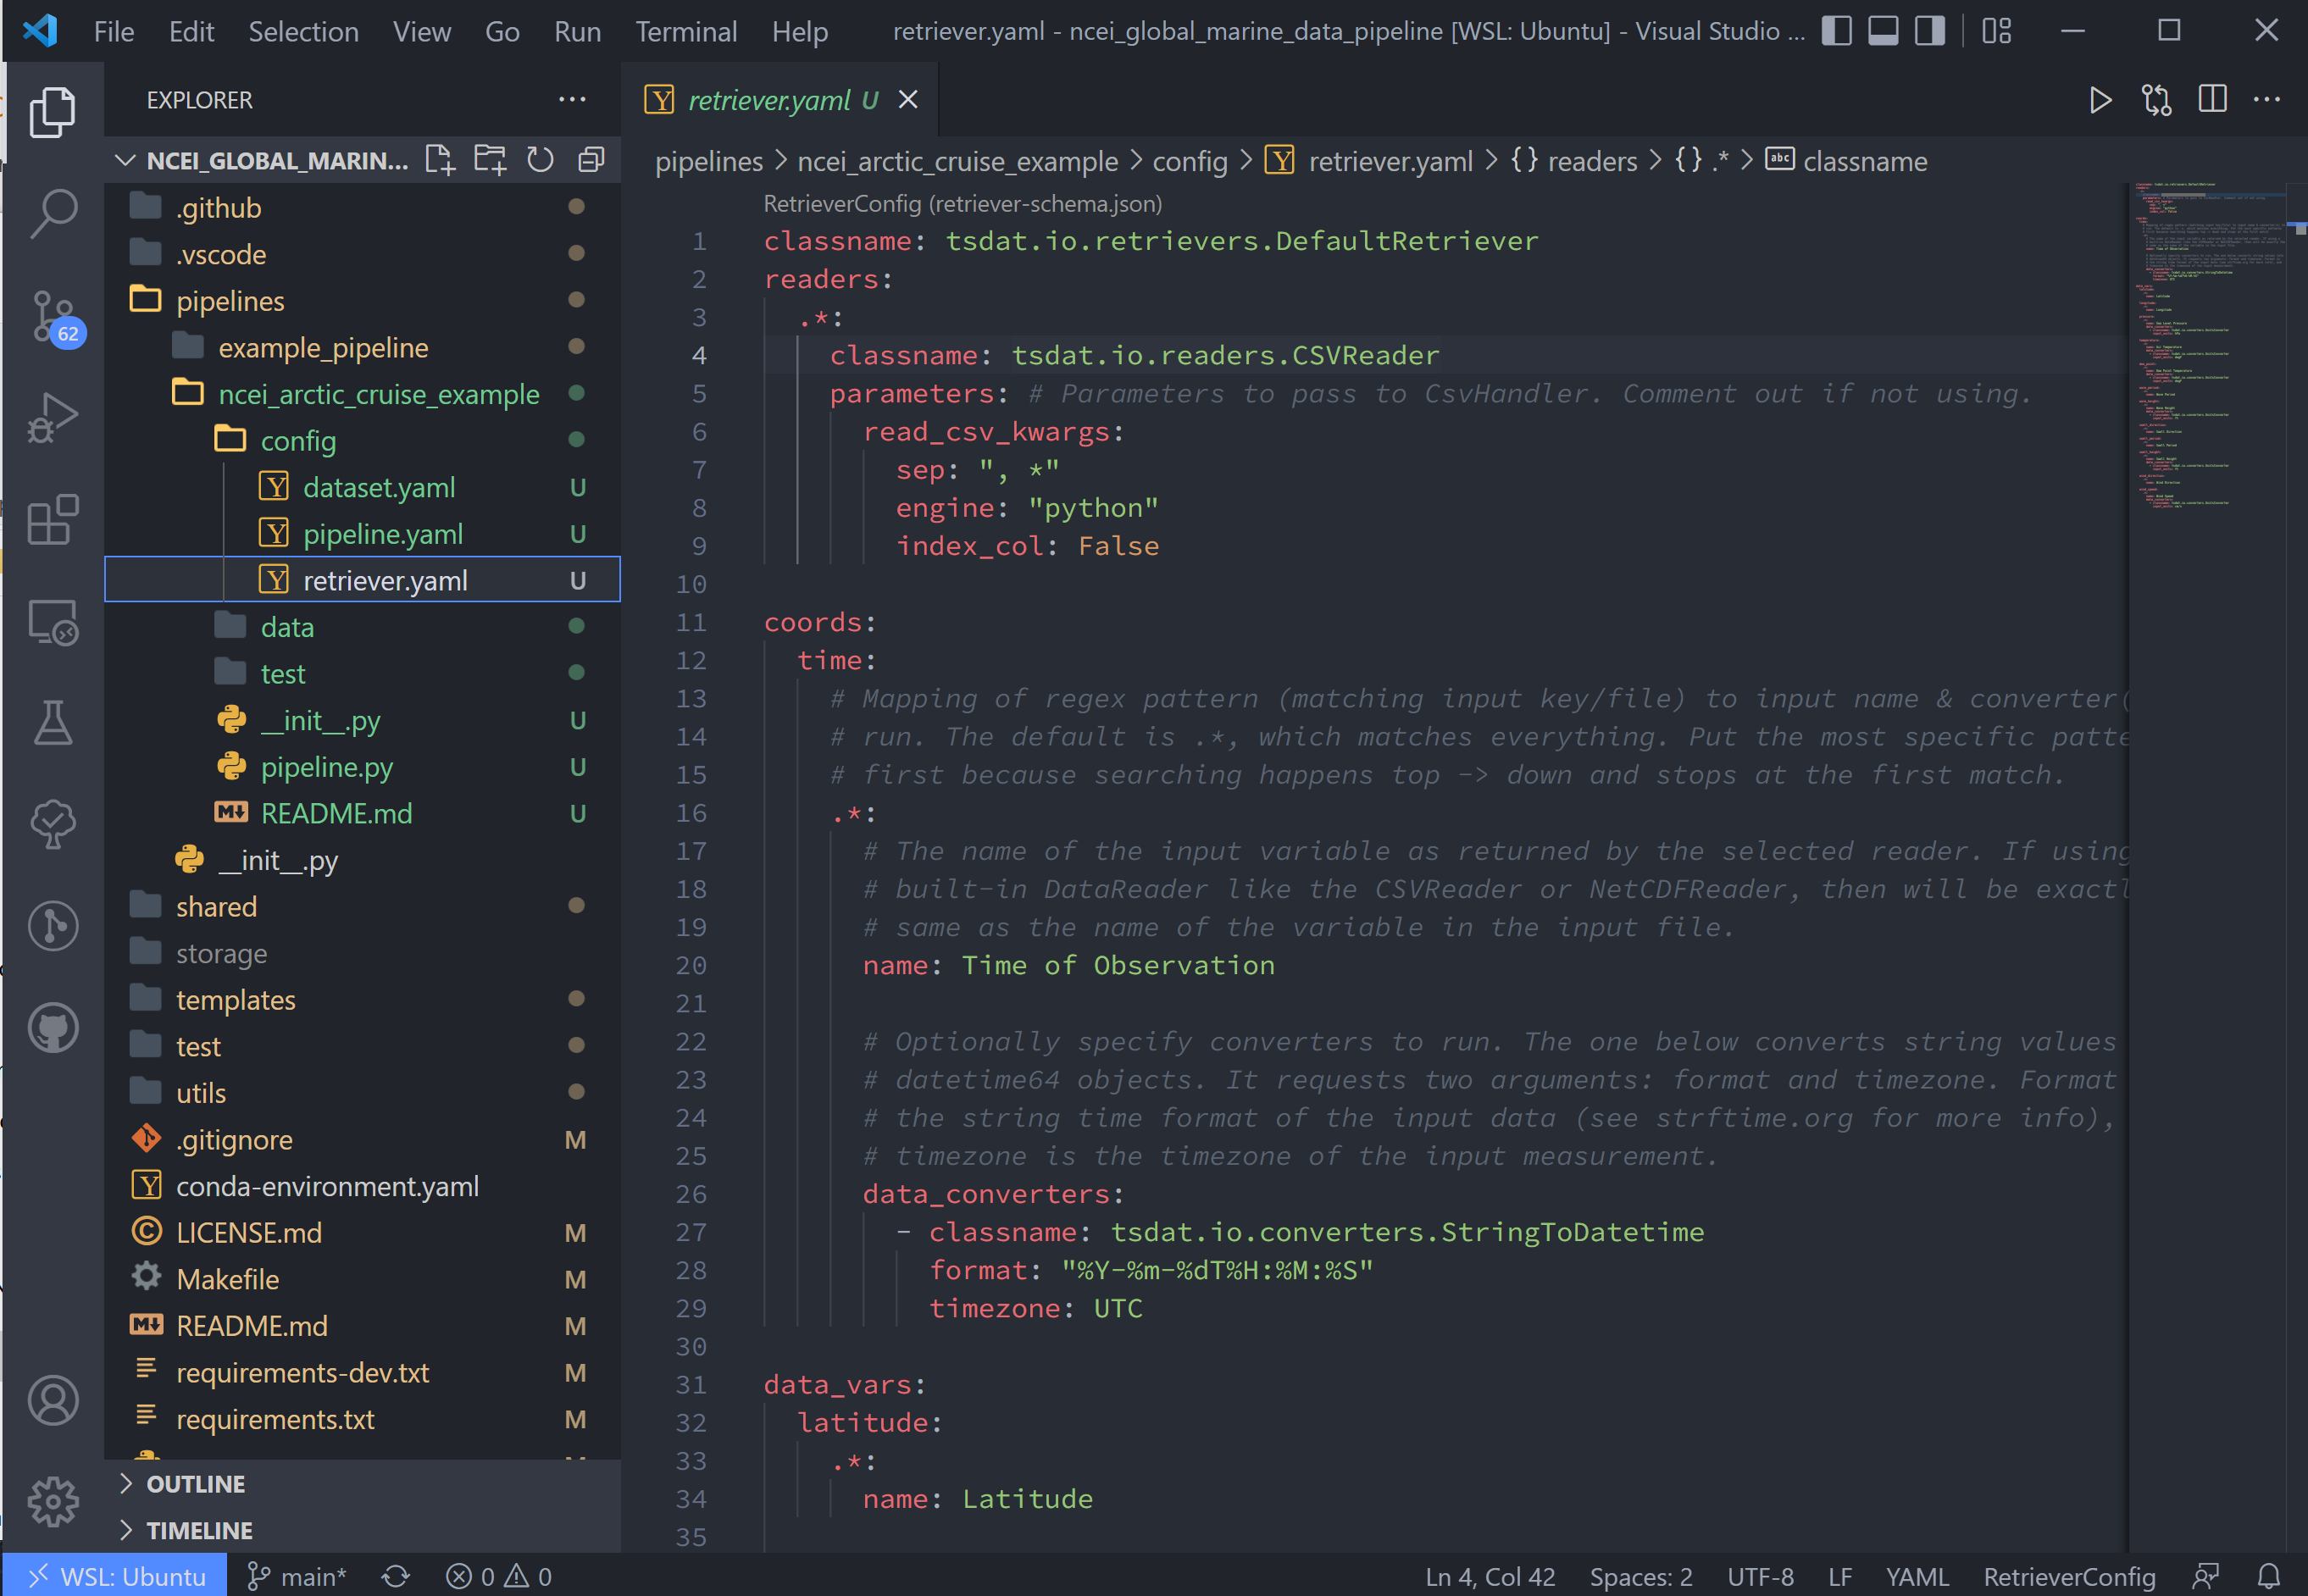 File Edit Selection View Go Run Terminal Help retriever.yaml - ncei_global_marine_data_pipeline [WSL: Ubuntu] - Visual Studio ...
EXPLORER
NCEI_GLOBAL_MARIN...
.github
.vscode
pipelines
example_pipeline
ncei_arctic_cruise_example
config
dataset.yaml U
pipeline.yaml U
retriever.yaml U
data
test
__init__.py U
pipeline.py U
README.md U
__init__.py
shared
storage
templates
test
utils
.gitignore M
conda-environment.yaml
LICENSE.md M
Makefile M
README.md M
requirements-dev.txt M
requirements.txt M
OUTLINE
TIMELINE
62
retriever.yaml U
pipelines > ncei_arctic_cruise_example > config > retriever.yaml > {} readers > {} .* > abc classname
RetrieverConfig (retriever-schema.json)
1 classname: tsdat.io.retrievers.DefaultRetriever
2 readers:
3 .*:
4 classname: tsdat.io.readers.CSVReader
5 parameters: # Parameters to pass to CsvHandler. Comment out if not using.
6 read_csv_kwargs:
7 sep: ", *"
8 engine: "python"
9 index_col: False
10
11 coords:
12 time:
13 # Mapping of regex pattern (matching input key/file) to input name & converter(
14 # run. The default is .*, which matches everything. Put the most specific patte
15 # first because searching happens top -> down and stops at the first match.
16 .*:
17 # The name of the input variable as returned by the selected reader. If using
18 # built-in DataReader like the CSVReader or NetCDFReader, then will be exactl
19 # same as the name of the variable in the input file.
20 name: Time of Observation
21
22 # Optionally specify converters to run. The one below converts string values
23 # datetime64 objects. It requests two arguments: format and timezone. Format
24 # the string time format of the input data (see strftime.org for more info),
25 # timezone is the timezone of the input measurement.
26 data_converters:
27 - classname: tsdat.io.converters.StringToDatetime
28 format: "%Y-%m-%dT%H:%M:%S"
29 timezone: UTC
30
31 data_vars:
32 latitude:
33 .*:
34 name: Latitude
35
WSL: Ubuntu main* 0 0 Ln 4, Col 42 Spaces: 2 UTF-8 LF YAML RetrieverConfig